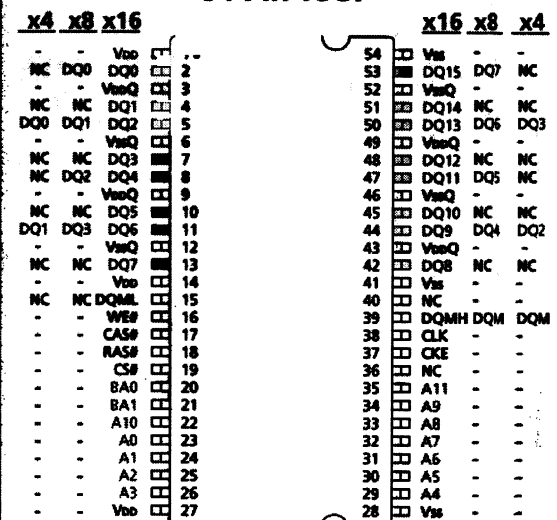 x4 x8 x16 x16 x8 x4
- - VDD 54 Vss - -
NC DQ0 DQ0 2 53 DQ15 DQ7 NC
- - VDDQ 3 52 VssQ - -
NC NC DQ1 4 51 DQ14 NC NC
DQ0 DQ1 DQ2 5 50 DQ13 DQ6 DQ3
- - VssQ 6 49 VDDQ - -
NC NC DQ3 7 48 DQ12 NC NC
NC DQ2 DQ4 8 47 DQ11 DQ5 NC
- - VDDQ 9 46 VssQ - -
NC NC DQ5 10 45 DQ10 NC NC
DQ1 DQ3 DQ6 11 44 DQ9 DQ4 DQ2
- - VssQ 12 43 VDDQ - -
NC NC DQ7 13 42 DQ8 NC NC
- - VDD 14 41 Vss - -
NC NC DQML 15 40 NC - -
- - WE# 16 39 DQMH DQM DQM
- - CAS# 17 38 CLK - -
- - RAS# 18 37 CKE - -
- - CS# 19 36 NC - -
- - BA0 20 35 A11 - -
- - BA1 21 34 A9 - -
- - A10 22 33 A8 - -
- - A0 23 32 A7 - -
- - A1 24 31 A6 - -
- - A2 25 30 A5 - -
- - A3 26 29 A4 - -
- - VDD 27 28 Vss - -